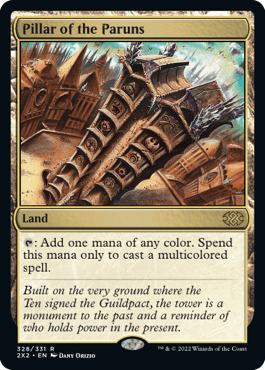 Pillar of the Paruns
Land
: Add one mana of any color. Spend
this mana only to cast a multicolored
spell.
Built on the very ground where the
Ten signed the Guildpact, the tower is a
monument to the past and a reminder of
who holds power in the present.
328/331 R
2X2 • EN DANY ORIZIO
™ & © 2022 Wizards of the Coast